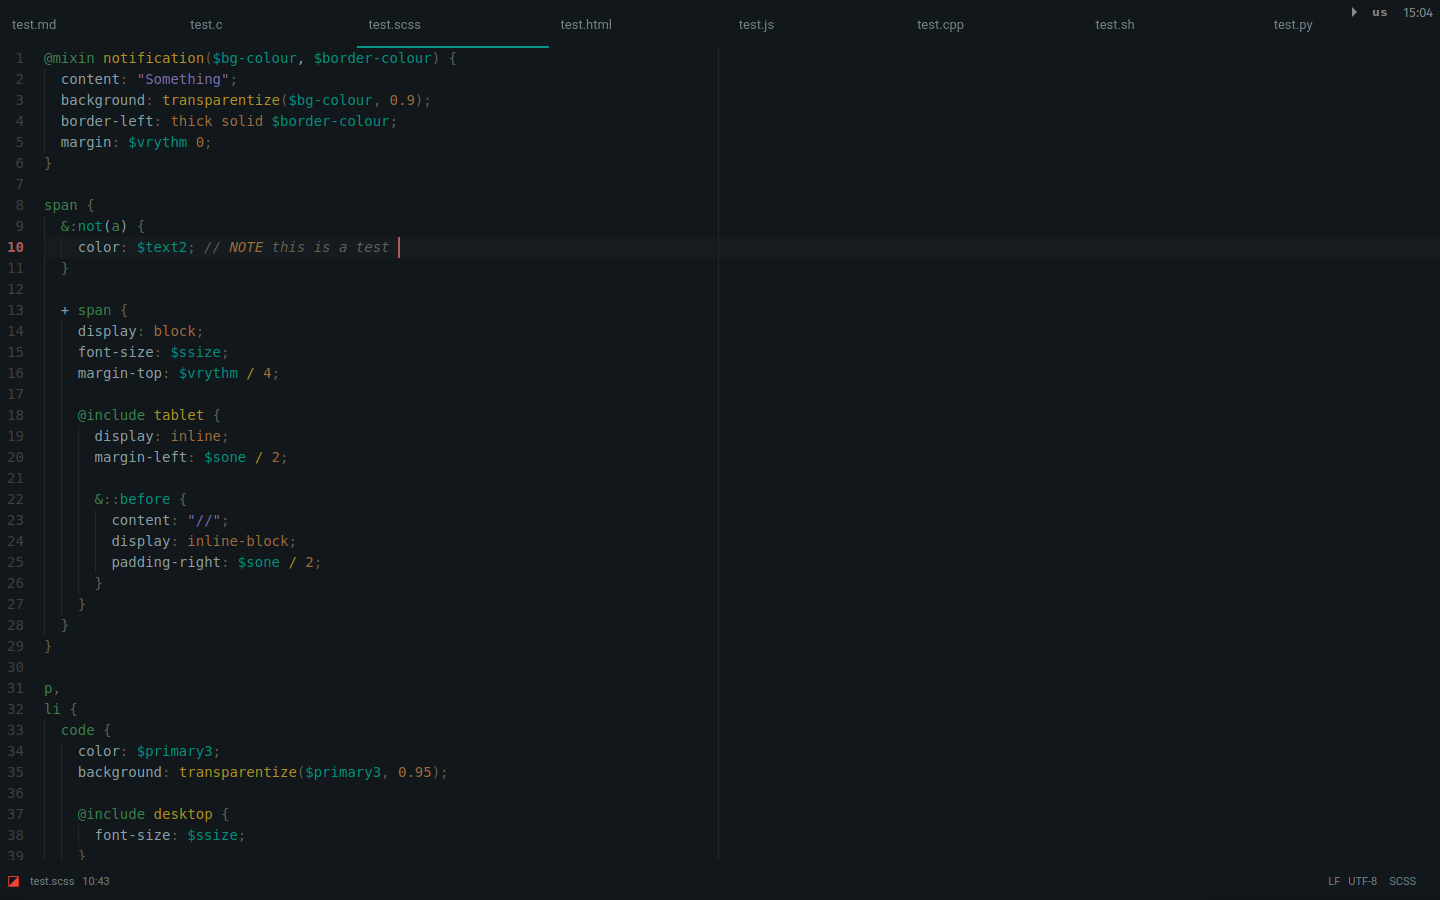 test.md test.c test.scss test.html test.js test.cpp test.sh test.py us 15:04
1 @mixin notification($bg-colour, $border-colour) {
2   content: "Something";
3   background: transparentize($bg-colour, 0.9);
4   border-left: thick solid $border-colour;
5   margin: $vrythm 0;
6 }
7
8 span {
9   &:not(a) {
10     color: $text2; // NOTE this is a test
11   }
12
13   + span {
14     display: block;
15     font-size: $ssize;
16     margin-top: $vrythm / 4;
17
18     @include tablet {
19       display: inline;
20       margin-left: $sone / 2;
21
22       &::before {
23         content: "//";
24         display: inline-block;
25         padding-right: $sone / 2;
26       }
27     }
28   }
29 }
30
31 p,
32 li {
33   code {
34     color: $primary3;
35     background: transparentize($primary3, 0.95);
36
37     @include desktop {
38       font-size: $ssize;
39     }
test.scss 10:43 LF UTF-8 SCSS